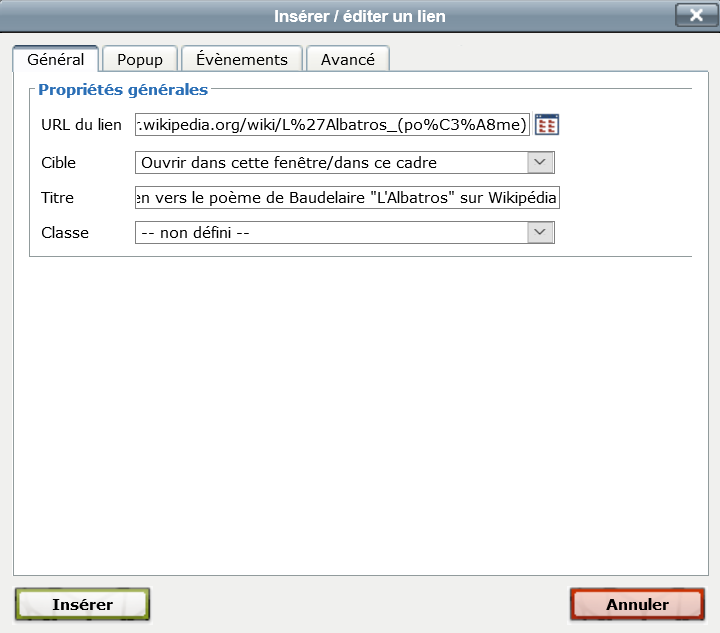 Insérer / éditer un lien
Général Popup Évènements Avancé
Propriétés générales
URL du lien .wikipedia.org/wiki/L%27Albatros_(po%C3%A8me)
Cible Ouvrir dans cette fenêtre/dans ce cadre
Titre en vers le poème de Baudelaire "L'Albatros" sur Wikipédia
Classe -- non défini --
Insérer Annuler